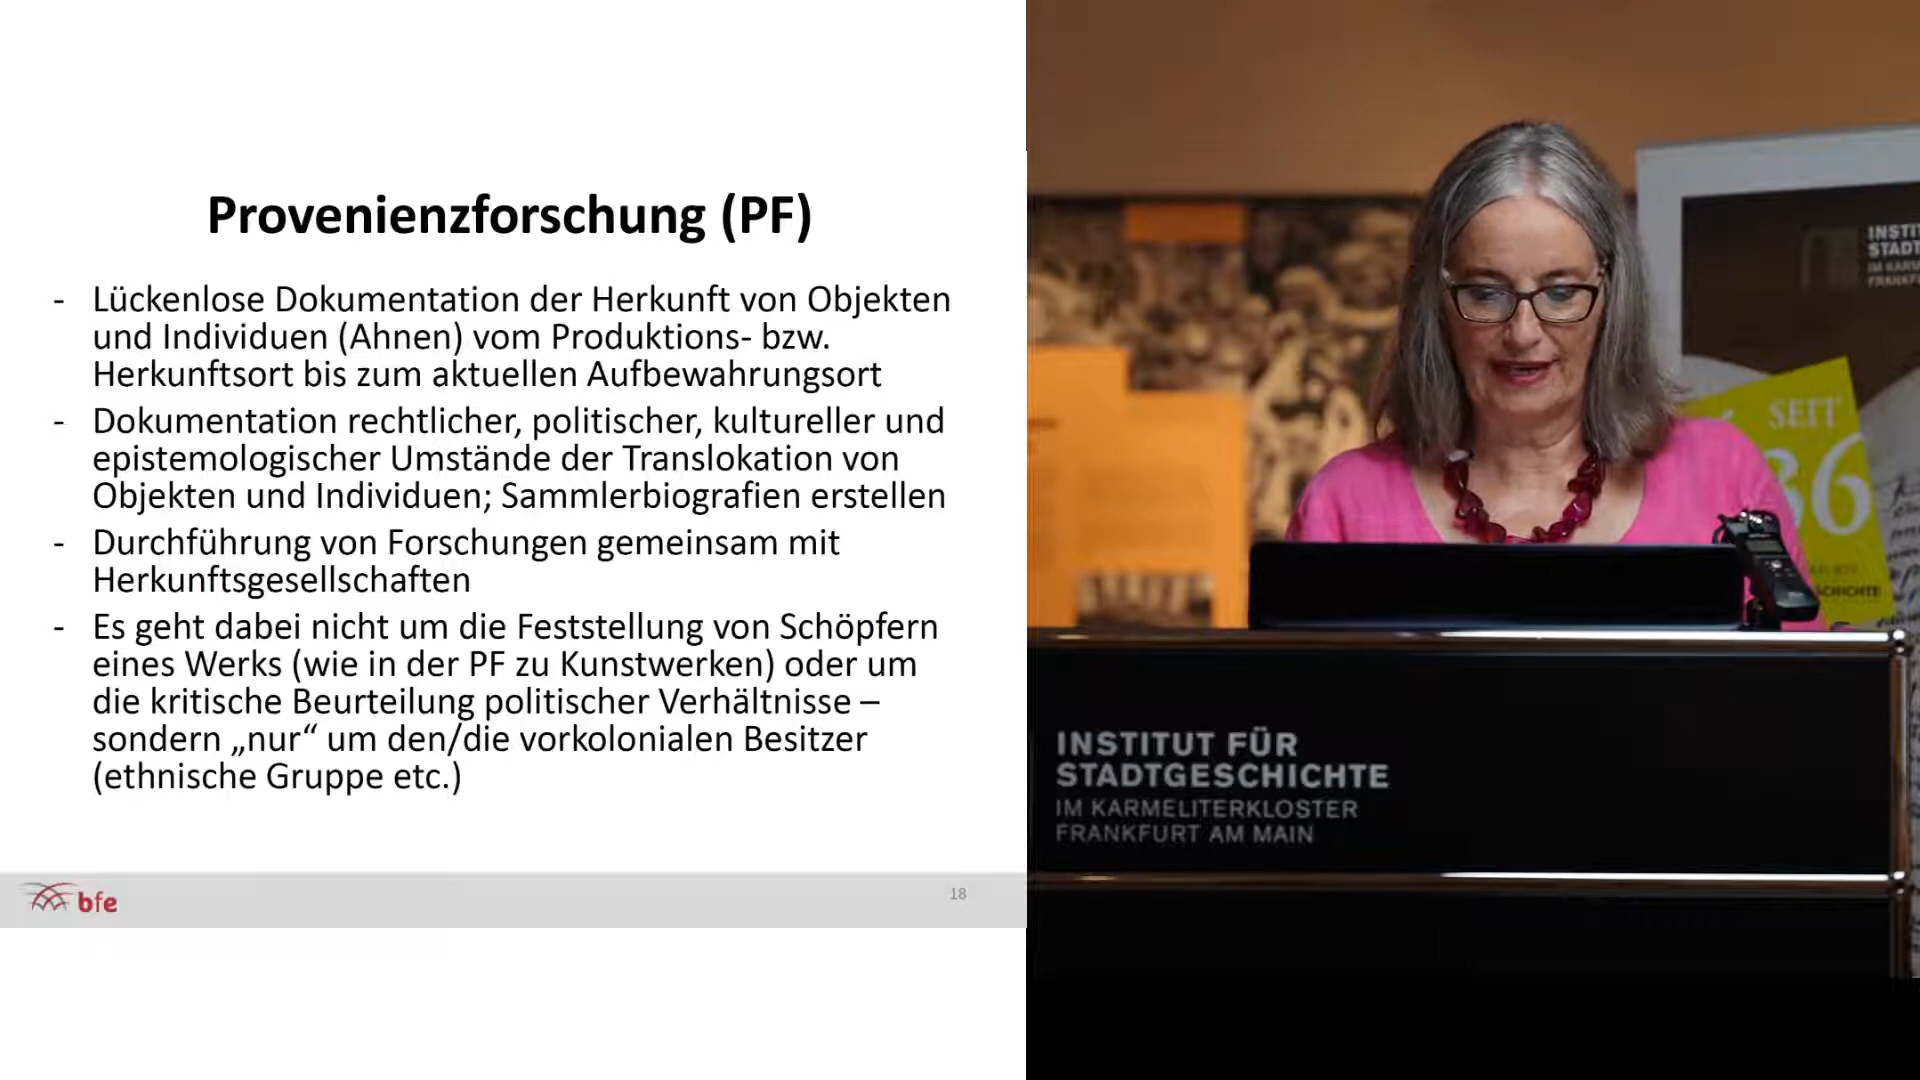 Provenienzforschung (PF)
- Lückenlose Dokumentation der Herkunft von Objekten
und Individuen (Ahnen) vom Produktions- bzw.
Herkunftsort bis zum aktuellen Aufbewahrungsort
- Dokumentation rechtlicher, politischer, kultureller und
epistemologischer Umstände der Translokation von
Objekten und Individuen; Sammlerbiografien erstellen
- Durchführung von Forschungen gemeinsam mit
Herkunftsgesellschaften
- Es geht dabei nicht um die Feststellung von Schöpfern
eines Werks (wie in der PF zu Kunstwerken) oder um
die kritische Beurteilung politischer Verhältnisse –
sondern „nur“ um den/die vorkolonialen Besitzer
(ethnische Gruppe etc.)
bfe
18
SEIT
36
INSTITUT FÜR
STADTGESCHICHTE
IM KARMELITERKLOSTER
FRANKFURT AM MAIN